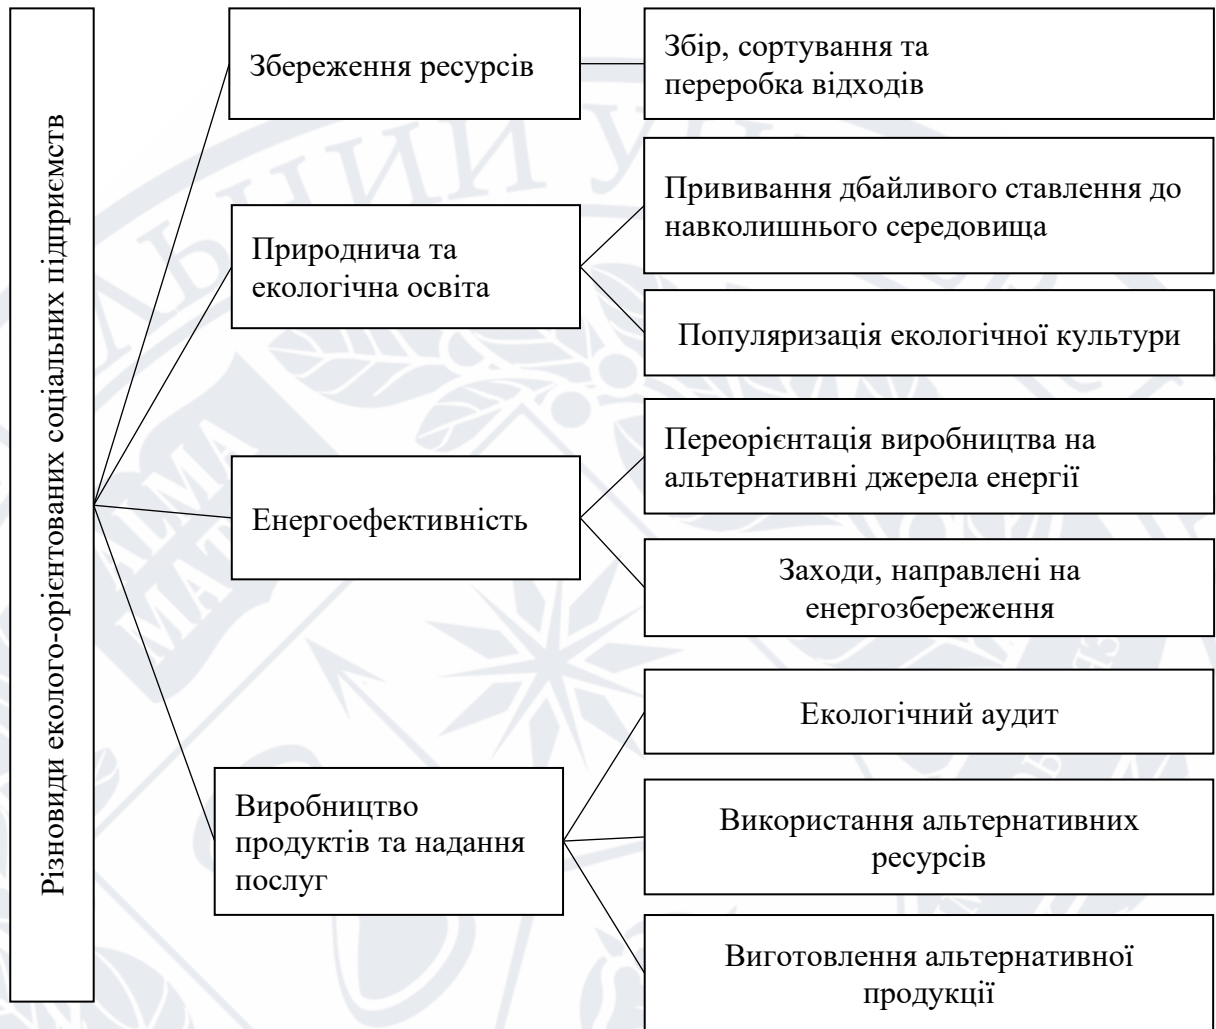 Різновиди еколого-орієнтованих соціальних підприємств
Збереження ресурсів
Збір, сортування та
переробка відходів
Природнича та
екологічна освіта
Прививання дбайливого ставлення до
навколишнього середовища
Популяризація екологічної культури
Енергоефективність
Переорієнтація виробництва на
альтернативні джерела енергії
Заходи, направлені на
енергозбереження
Виробництво
продуктів та надання
послуг
Екологічний аудит
Використання альтернативних
ресурсів
Виготовлення альтернативної
продукції
ALMA
MAT